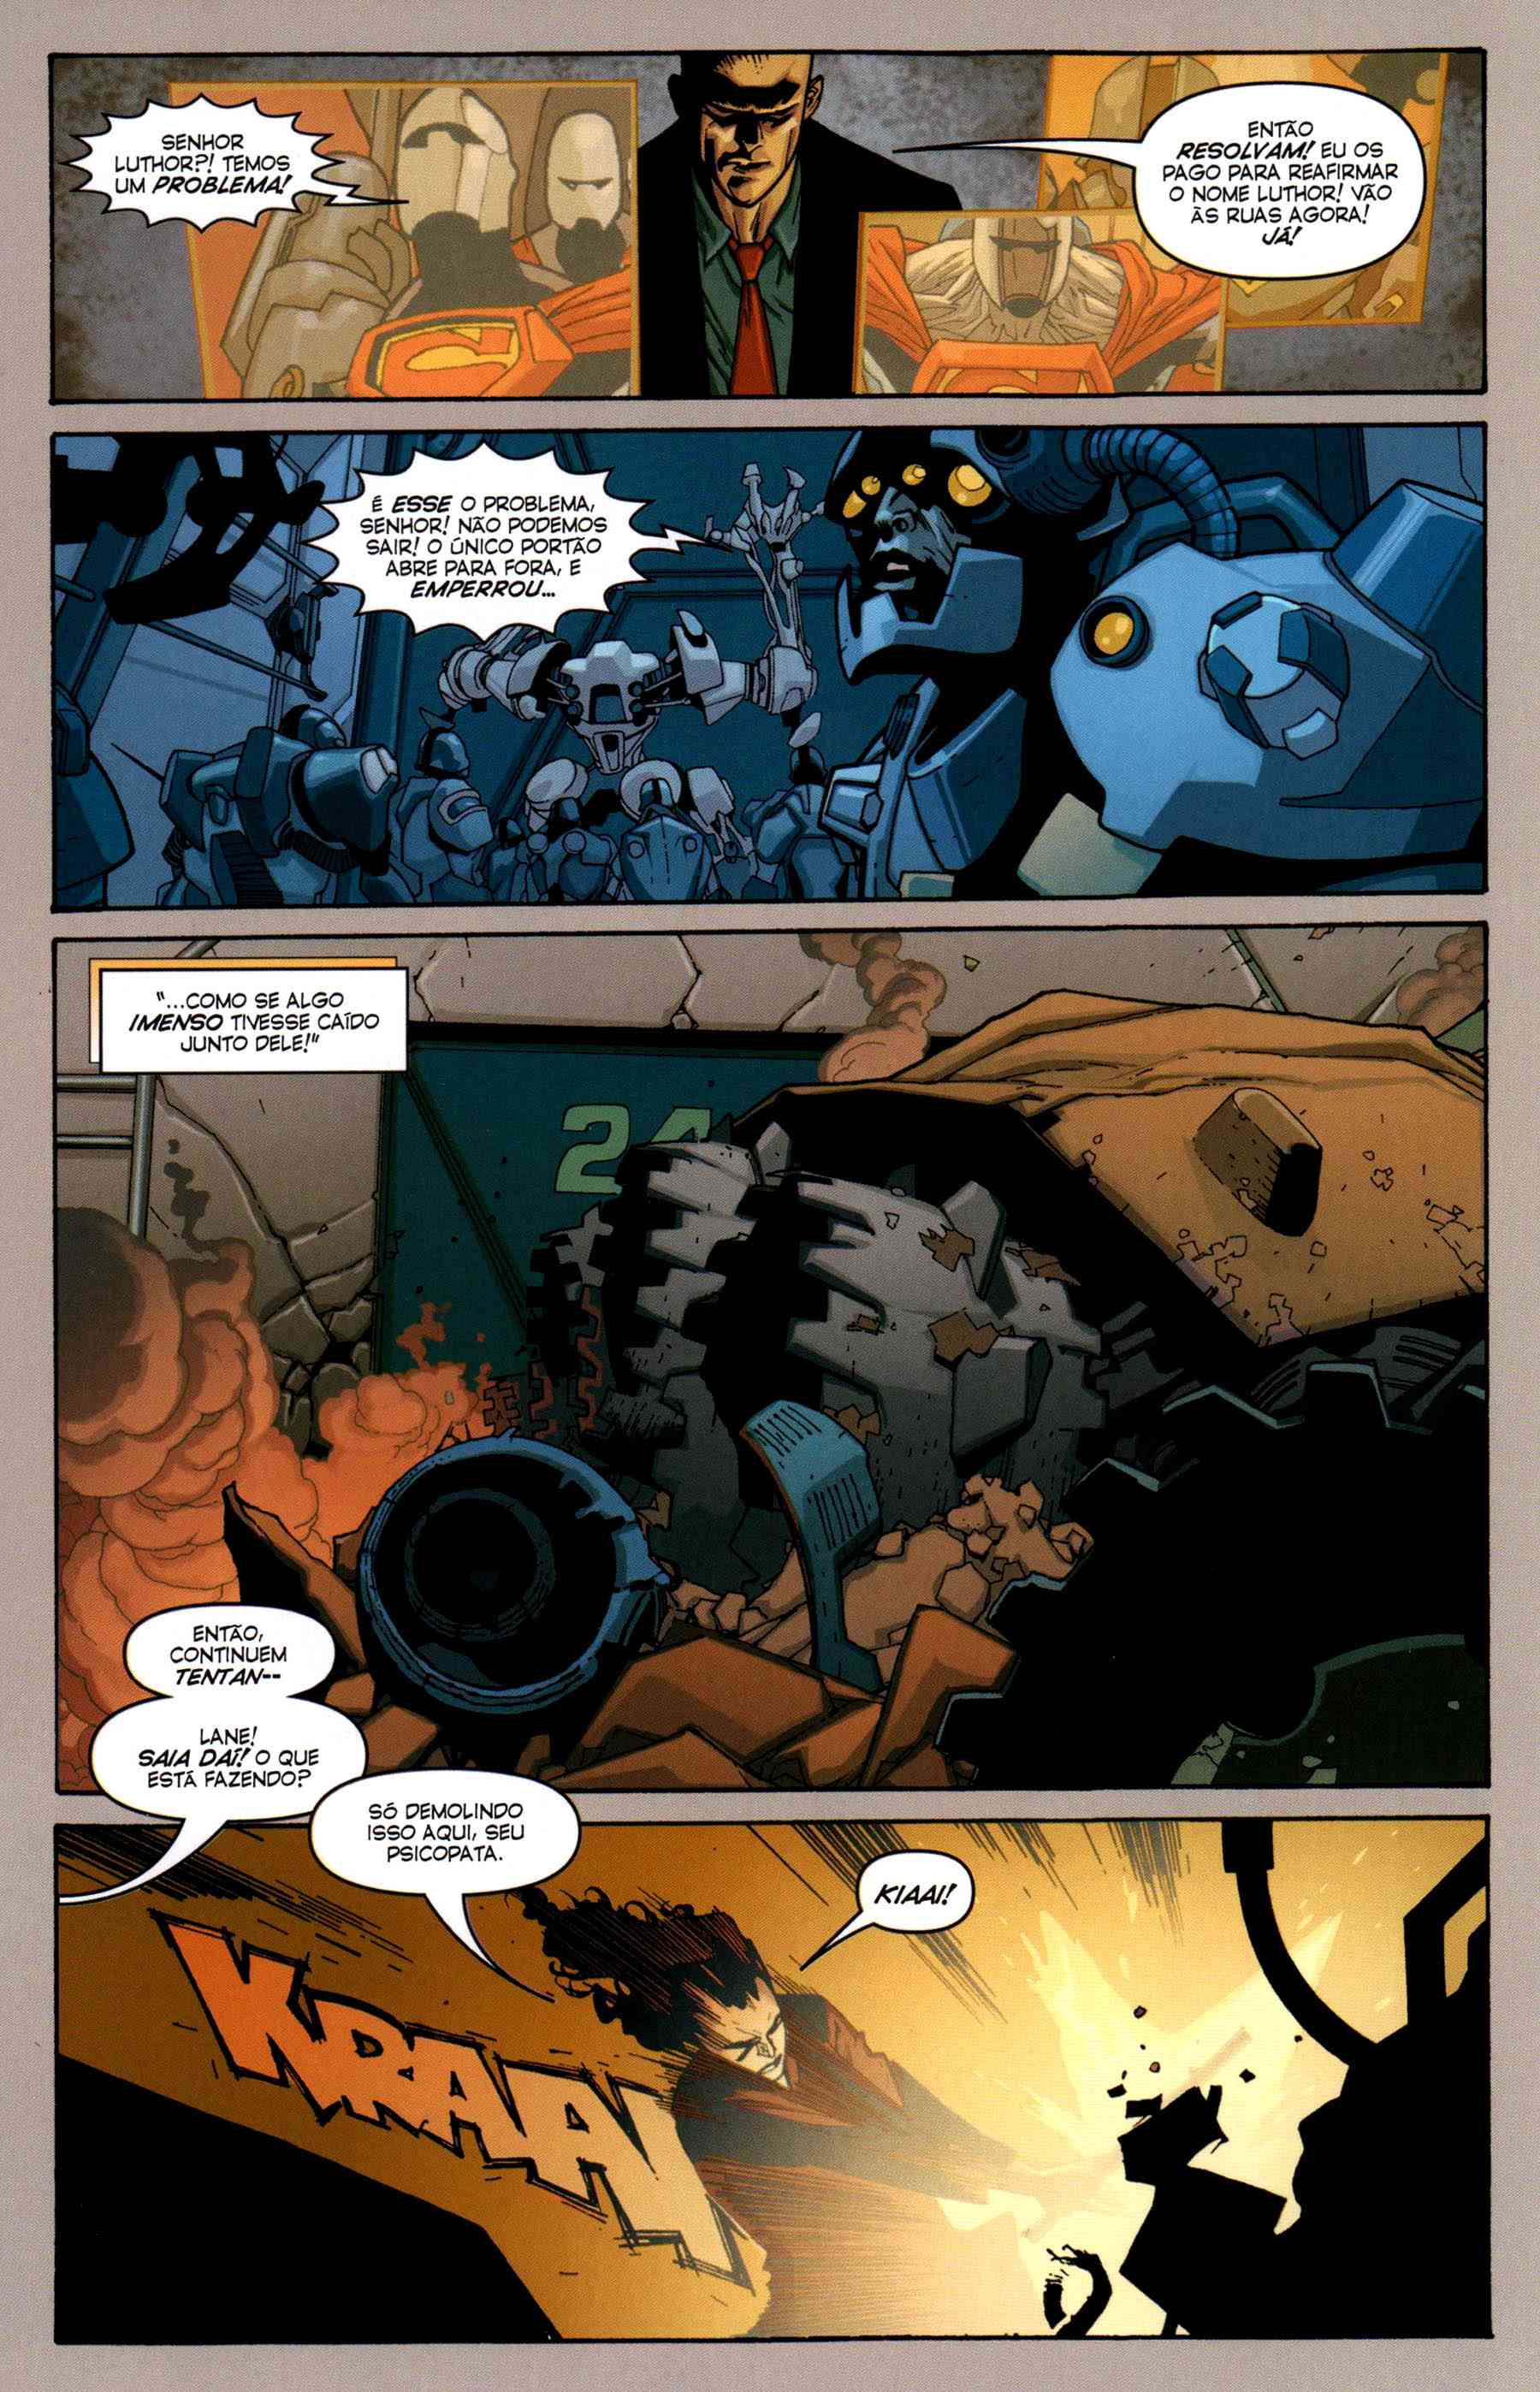 SENHOR
LUTHOR?! TEMOS
UM PROBLEMA!
ENTÃO
RESOLVAM! EU OS
PAGO PARA REAFIRMAR
O NOME LUTHOR! VÃO
ÀS RUAS AGORA!
JÁ!
É ESSE O PROBLEMA,
SENHOR! NÃO PODEMOS
SAIR! O ÚNICO PORTÃO
ABRE PARA FORA, E
EMPERROU...
"...COMO SE ALGO
IMENSO TIVESSE CAÍDO
JUNTO DELE!"
24
ENTÃO,
CONTINUEM
TENTAN--
LANE!
SAIA DAÍ! O QUE
ESTÁ FAZENDO?
SÓ DEMOLINDO
ISSO AQUI, SEU
PSICOPATA.
KIAAI!
KRAAAK